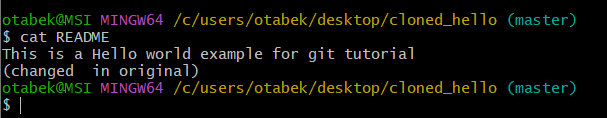 otabek@MSI MINGW64 /c/users/otabek/desktop/cloned_hello (master)
$ cat README
This is a Hello world example for git tutorial
(changed  in original)
otabek@MSI MINGW64 /c/users/otabek/desktop/cloned_hello (master)
$